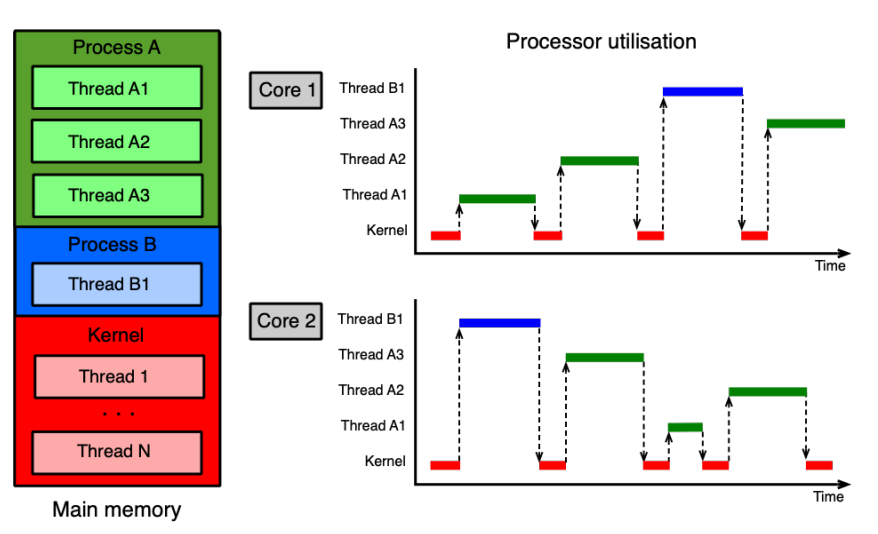 Process A
Thread A1
Thread A2
Thread A3
Process B
Thread B1
Kernel
Thread 1
. . .
Thread N
Main memory
Processor utilisation
Core 1
Thread B1
Thread A3
Thread A2
Thread A1
Kernel
Time
Core 2
Thread B1
Thread A3
Thread A2
Thread A1
Kernel
Time